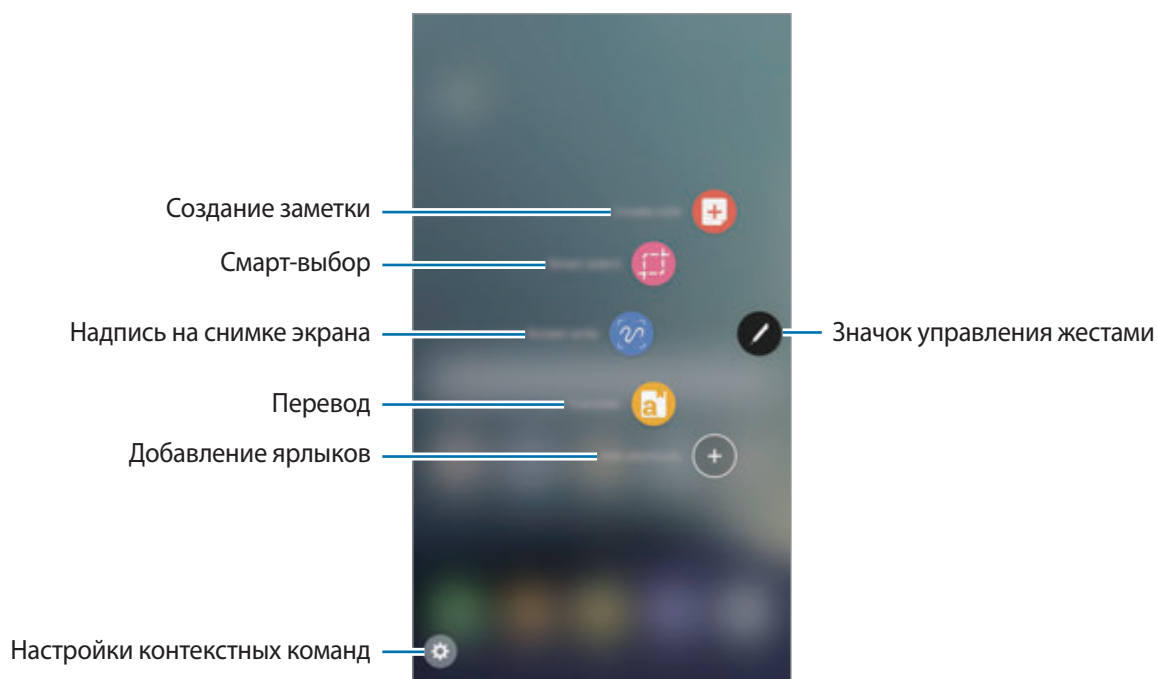 Создание заметки
Смарт-выбор
Надпись на снимке экрана
Значок управления жестами
Перевод
Добавление ярлыков
Настройки контекстных команд